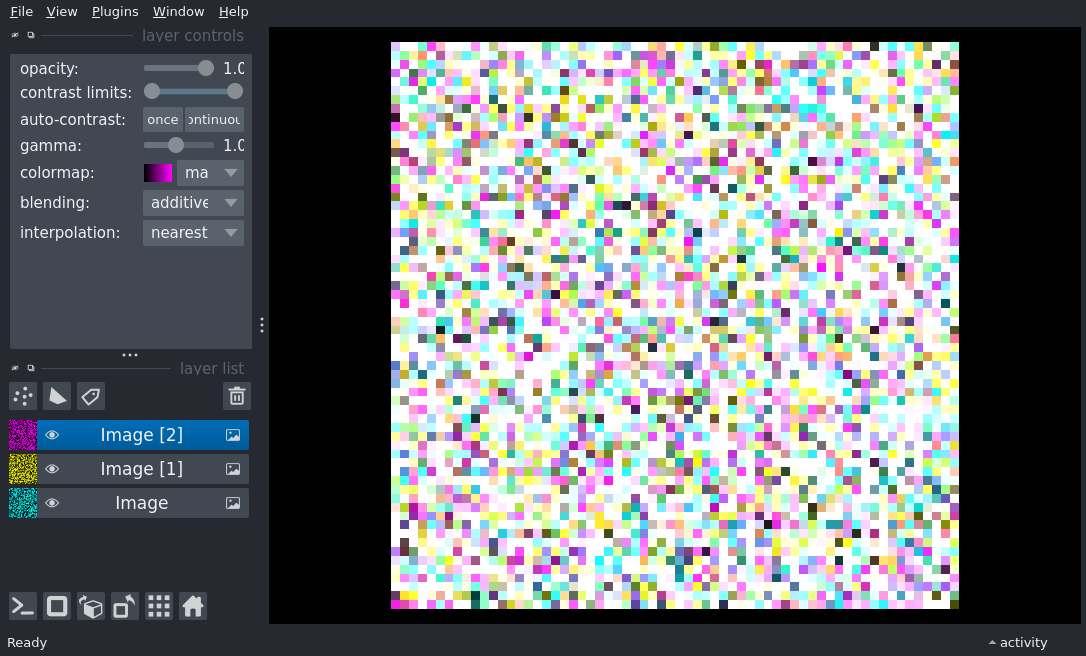 File View Plugins Window Help
layer controls
opacity: 1.0
contrast limits:
auto-contrast: once ontinuou
gamma: 1.0
colormap: ma
blending: additive
interpolation: nearest
layer list
Image [2]
Image [1]
Image
Ready activity